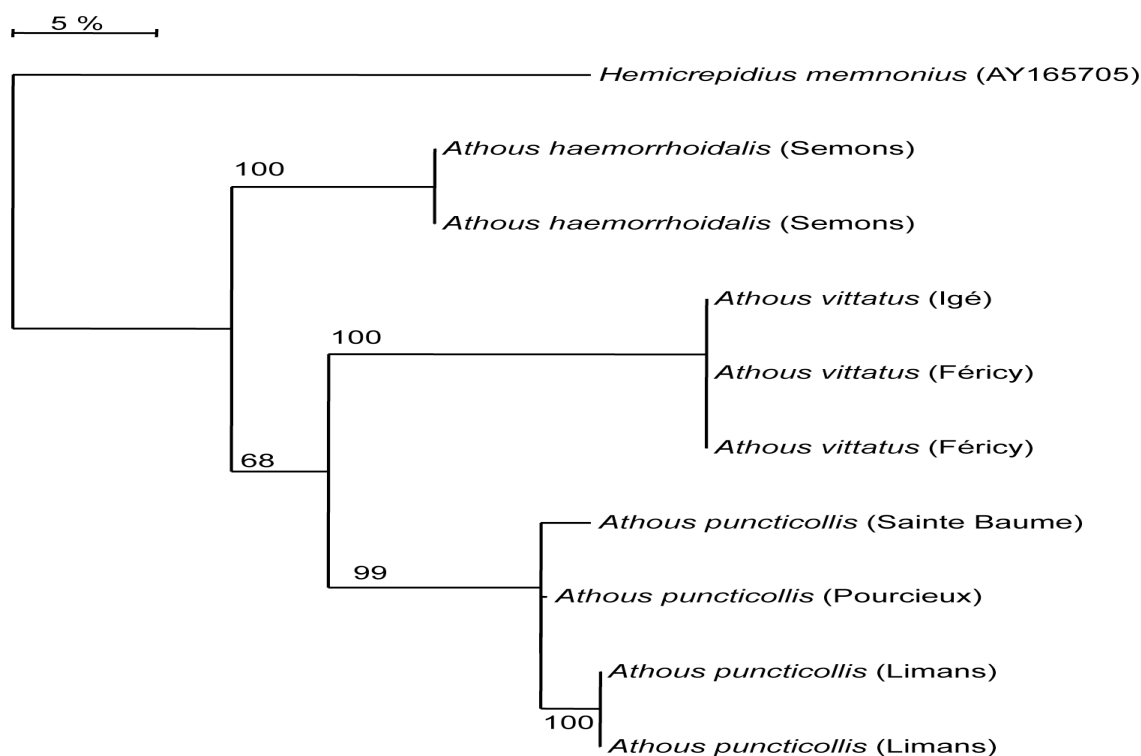 5 %
Hemicrepidius memnonius (AY165705)
Athous haemorrhoidalis (Semons)
100
Athous haemorrhoidalis (Semons)
Athous vittatus (Igé)
100
Athous vittatus (Féricy)
Athous vittatus (Féricy)
68
Athous puncticollis (Sainte Baume)
99
Athous puncticollis (Pourcieux)
Athous puncticollis (Limans)
100
Athous puncticollis (Limans)